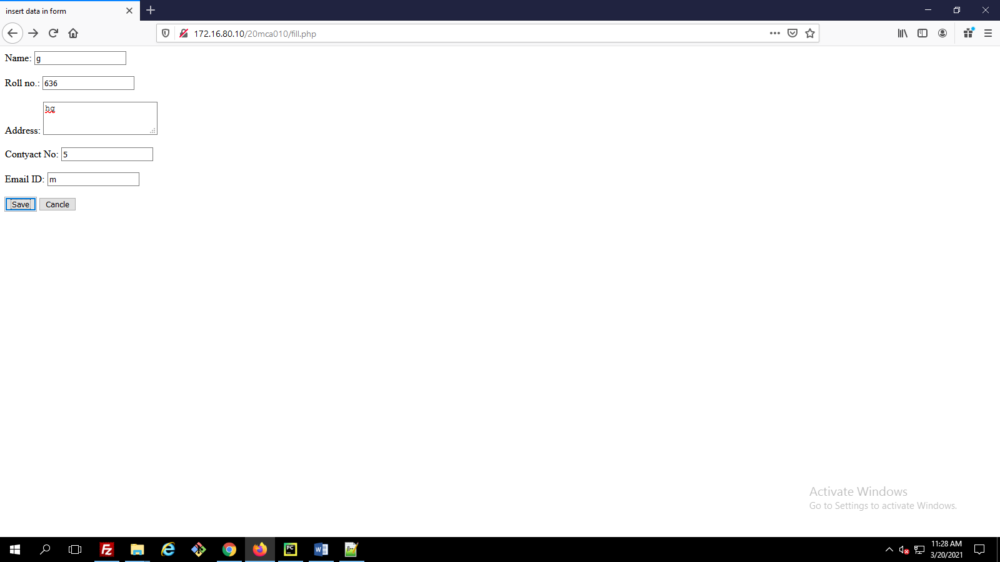 insert data in form
172.16.80.10/20mca010/fill.php
Name: g
Roll no.: 636
Address: hg
Contyact No: 5
Email ID: m
Save Cancle
Activate Windows
Go to Settings to activate Windows.
Fz PC W
11:28 AM
3/20/2021